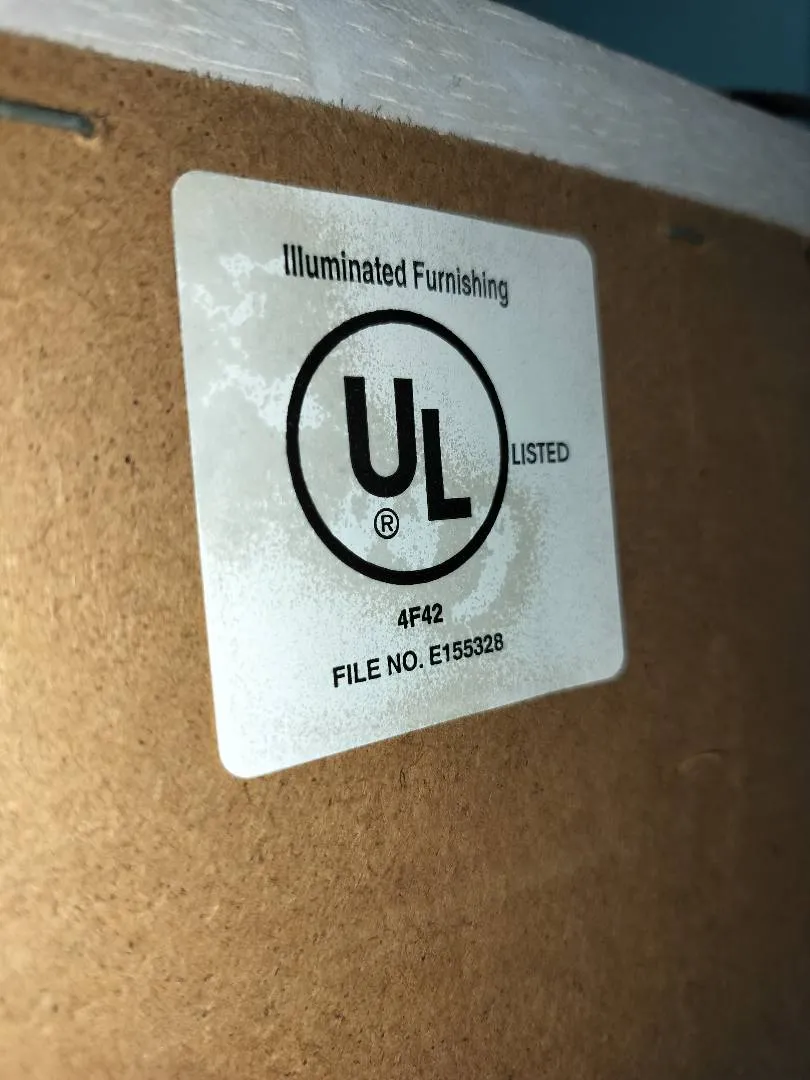 Illuminated Furnishing
UL
®
LISTED
4F42
FILE NO. E155328